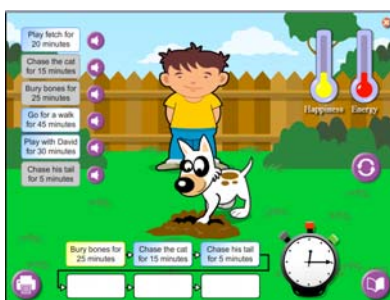 Play fetch for
20 minutes
Chase the cat
for 15 minutes
Bury bones for
25 minutes
Go for a walk
for 45 minutes
Play with David
for 30 minutes
Chase his tail
for 5 minutes
Happiness
Energy
Bury bones for
25 minutes
Chase the cat
for 15 minutes
Chase his tail
for 5 minutes